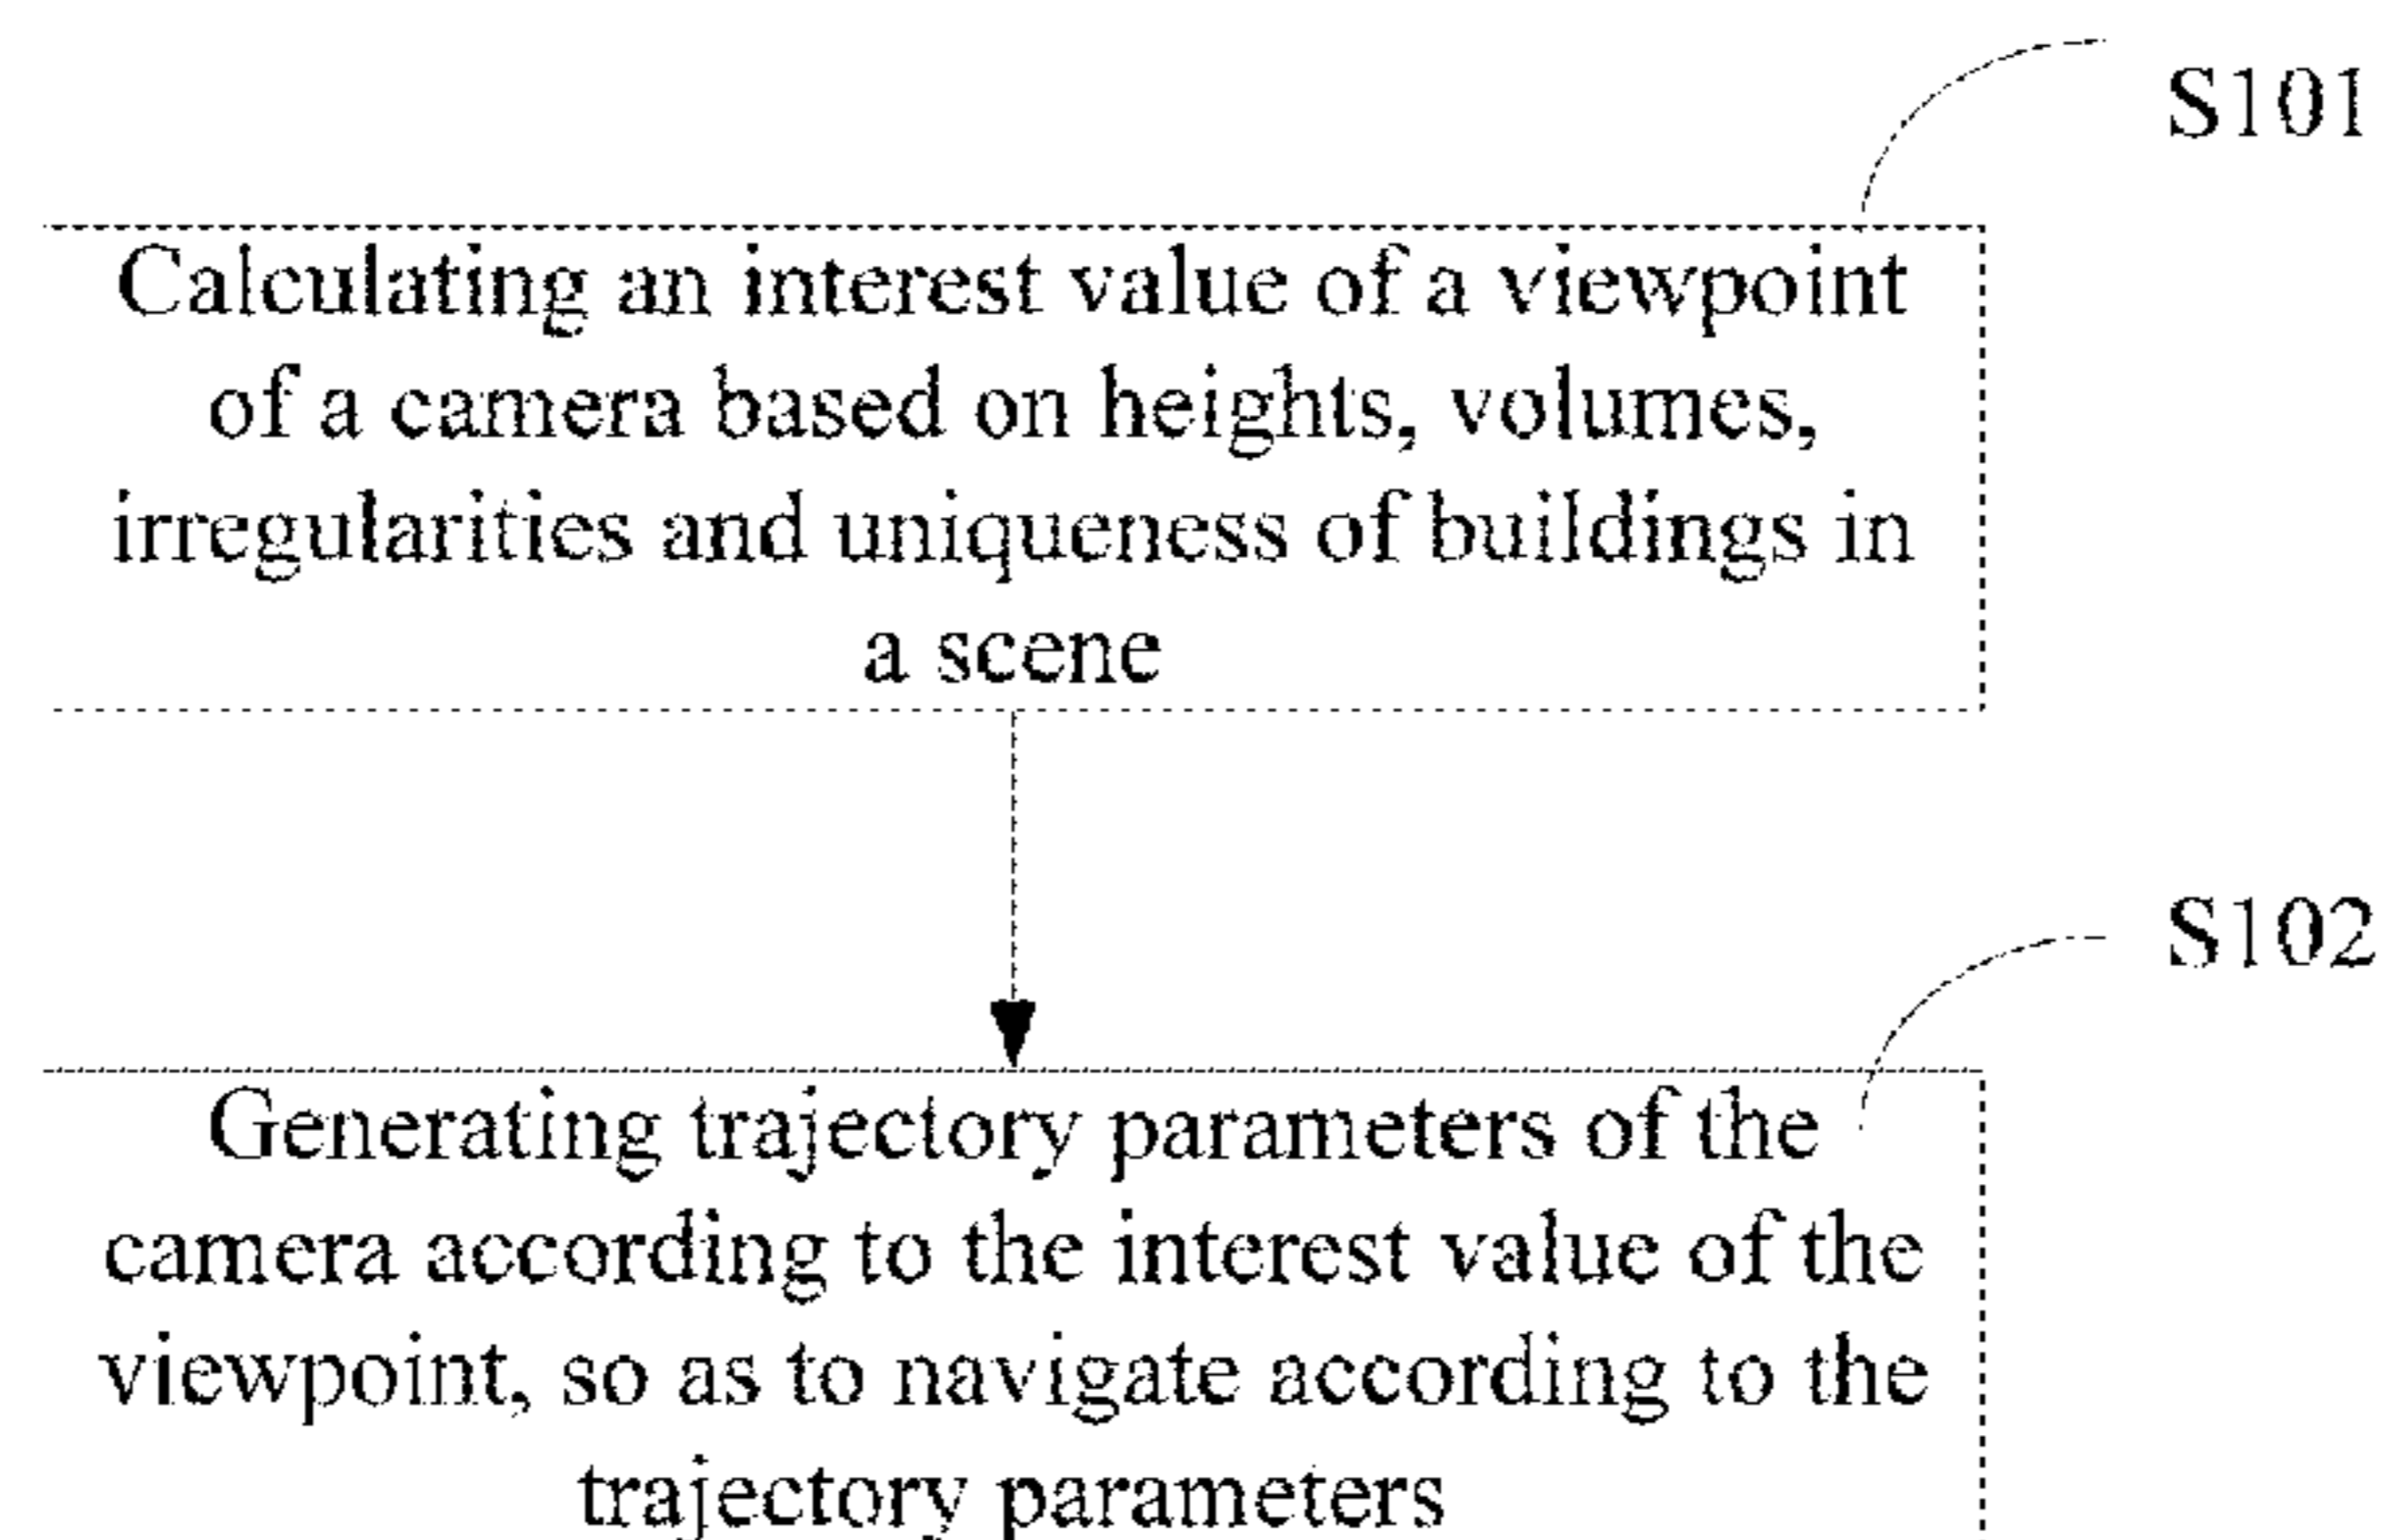 S101
Calculating an interest value of a viewpoint
of a camera based on heights, volumes,
irregularities and uniqueness of buildings in
a scene
S102
Generating trajectory parameters of the
camera according to the interest value of the
viewpoint, so as to navigate according to the
trajectory parameters